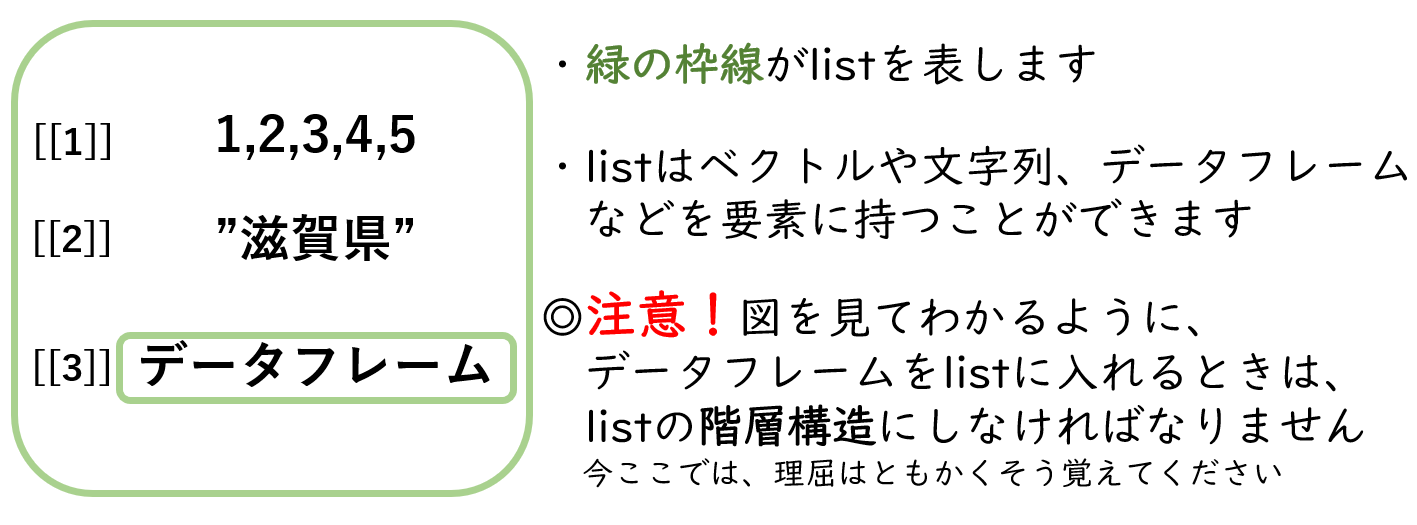 [[1]] 1,2,3,4,5
[[2]] ”滋賀県”
[[3]] データフレーム
・緑の枠線がlistを表します
・listはベクトルや文字列、データフレーム
などを要素に持つことができます
◎注意！図を見てわかるように、
データフレームをlistに入れるときは、
listの階層構造にしなければなりません
今ここでは、理屈はともかくそう覚えてください